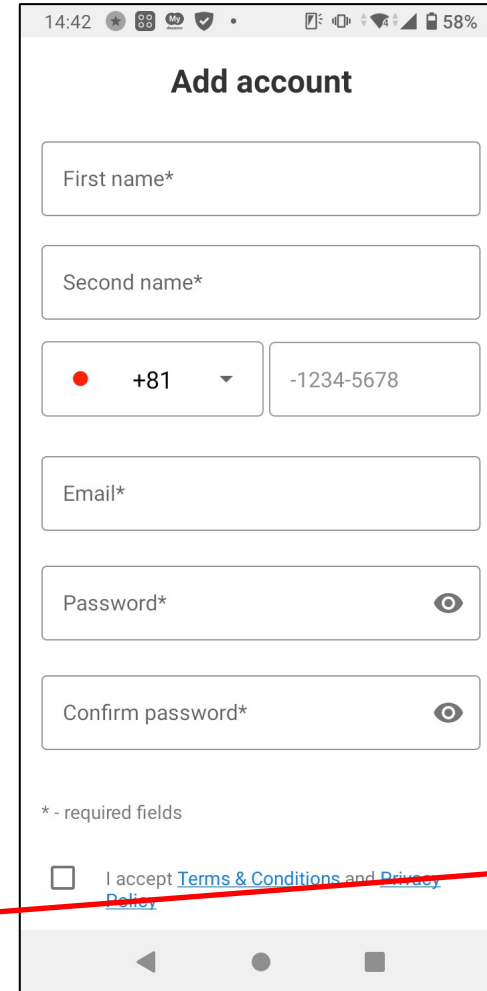 14:42 My 58%
Add account
First name*
Second name*
+81 -1234-5678
Email*
Password*
Confirm password*
* - required fields
I accept Terms & Conditions and Privacy
Policy